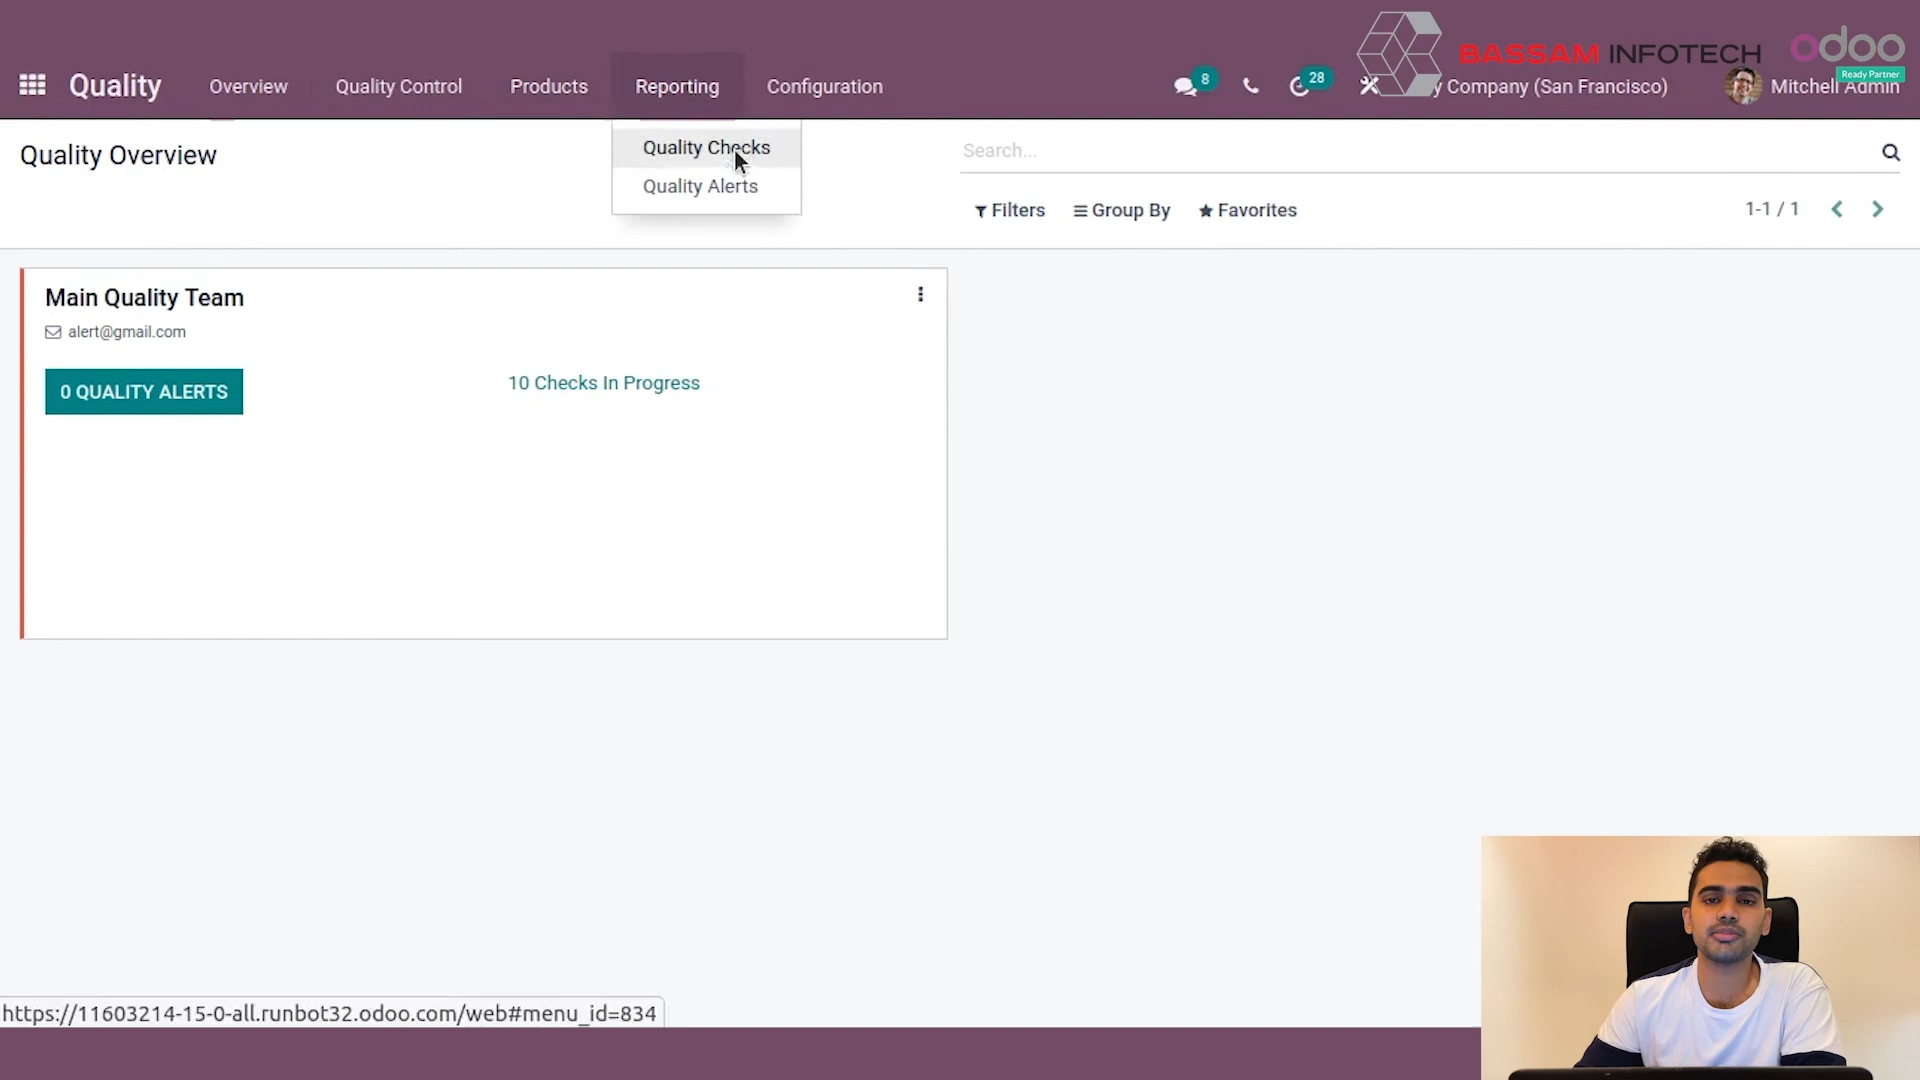 BASSAM INFOTECH
odoo
Ready Partner
Quality
Overview
Quality Control
Products
Reporting
Configuration
8
28
y Company (San Francisco)
Mitchell Admin
Quality Overview
Quality Checks
Quality Alerts
Search...
Filters
Group By
Favorites
1-1 / 1
Main Quality Team
alert@gmail.com
0 QUALITY ALERTS
10 Checks In Progress
https://11603214-15-0-all.runbot32.odoo.com/web#menu_id=834